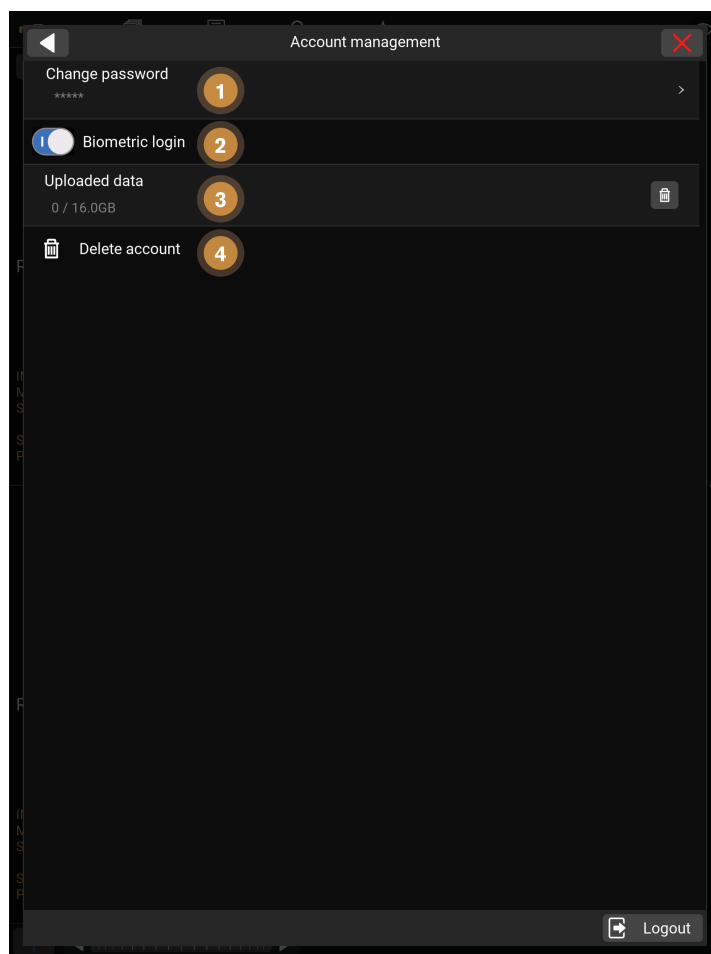 Account management
Change password
*****
1
Biometric login
2
Uploaded data
3
0 / 16.0GB
Delete account
4
Logout